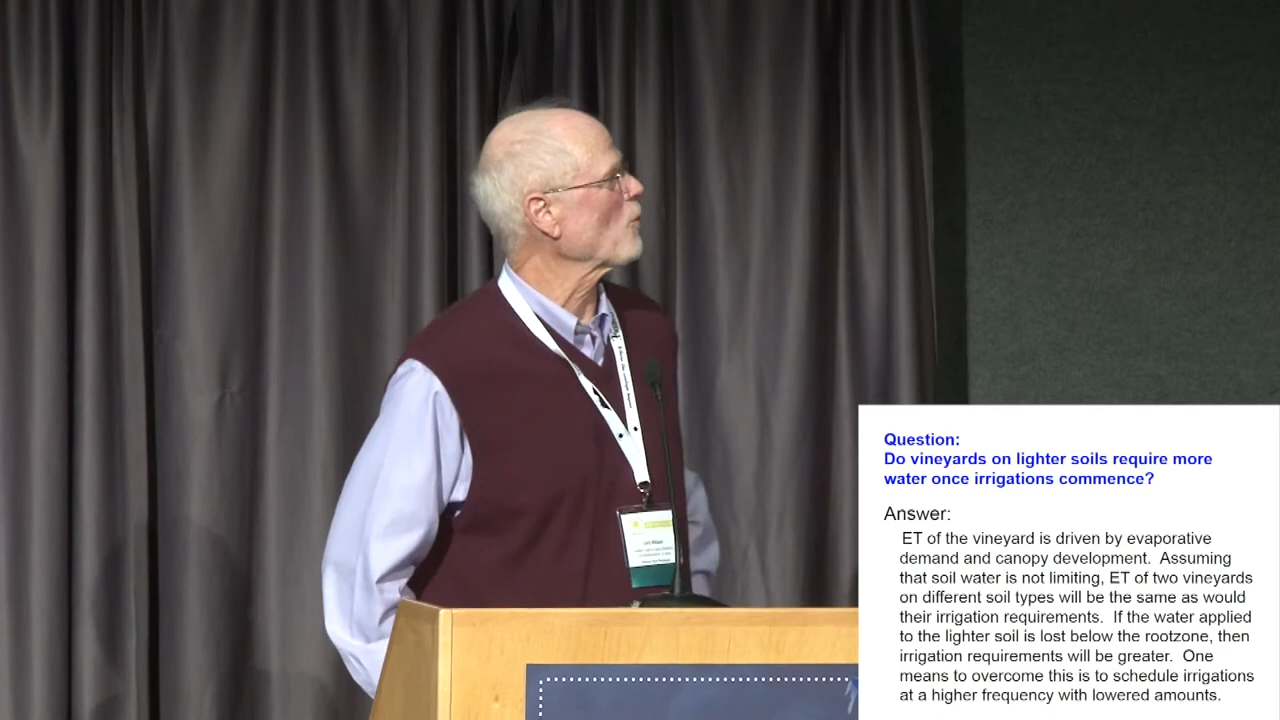 Question:
Do vineyards on lighter soils require more
water once irrigations commence?
Answer:
ET of the vineyard is driven by evaporative
demand and canopy development.  Assuming
that soil water is not limiting, ET of two vineyards
on different soil types will be the same as would
their irrigation requirements.  If the water applied
to the lighter soil is lost below the rootzone, then
irrigation requirements will be greater.  One
means to overcome this is to schedule irrigations
at a higher frequency with lowered amounts.